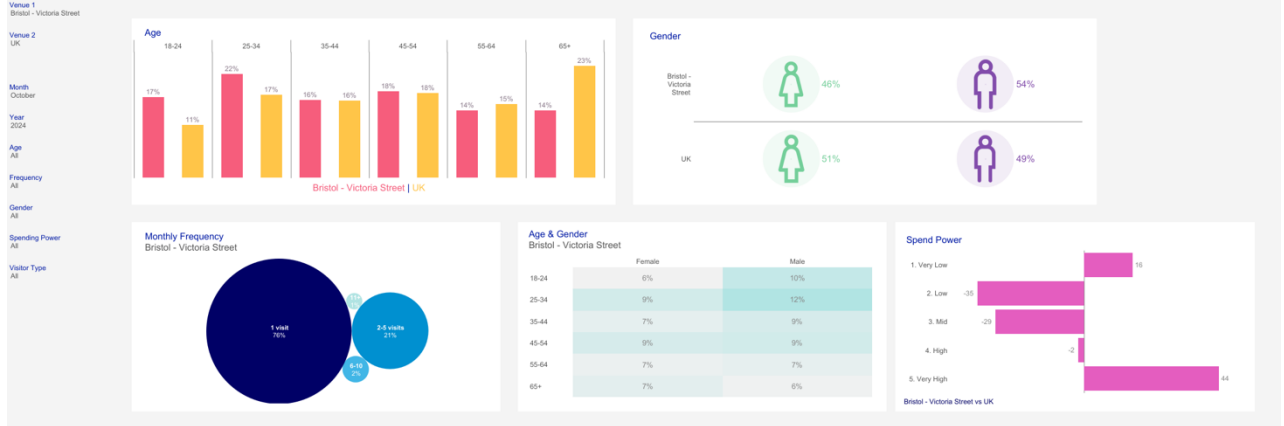 Venue 1
Bristol - Victoria Street
Venue 2
UK
Month
October
Year
2024
Age
All
Frequency
All
Gender
All
Spending Power
All
Visitor Type
All
Age
18-24 25-34 35-44 45-54 55-64 65+
17% 11% 22% 17% 16% 16% 18% 18% 14% 15% 14% 23%
Bristol - Victoria Street | UK
Gender
Bristol -
Victoria
Street
46% 54%
UK 51% 49%
Monthly Frequency
Bristol - Victoria Street
1 visit
76%
2-5 visits
21%
6-10
2%
Age & Gender
Bristol - Victoria Street
Female Male
18-24 6% 10%
25-34 9% 12%
35-44 7% 9%
45-54 9% 9%
55-64 7% 7%
65+ 7% 6%
Spend Power
1. Very Low 16
2. Low -35
3. Mid -29
4. High -2
5. Very High 44
Bristol - Victoria Street vs UK